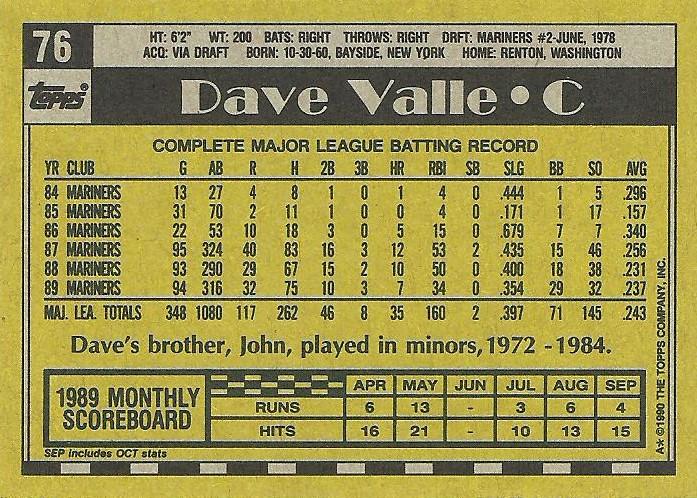 76
HT: 6'2" WT: 200 BATS: RIGHT THROWS: RIGHT DRFT: MARINERS #2-JUNE, 1978
ACQ: VIA DRAFT BORN: 10-30-60, BAYSIDE, NEW YORK HOME: RENTON, WASHINGTON
Topps® Dave Valle • C
COMPLETE MAJOR LEAGUE BATTING RECORD
YR CLUB G AB R H 2B 3B HR RBI SB SLG BB SO AVG
84 MARINERS 13 27 4 8 1 0 1 4 0 .444 1 5 .296
85 MARINERS 31 70 2 11 1 0 0 4 0 .171 1 17 .157
86 MARINERS 22 53 10 18 3 0 5 15 0 .679 7 7 .340
87 MARINERS 95 324 40 83 16 3 12 53 2 .435 15 46 .256
88 MARINERS 93 290 29 67 15 2 10 50 0 .400 18 38 .231
89 MARINERS 94 316 32 75 10 3 7 34 0 .354 29 32 .237
MAJ. LEA. TOTALS 348 1080 117 262 46 8 35 160 2 .397 71 145 .243
Dave's brother, John, played in minors, 1972 -1984.
1989 MONTHLY SCOREBOARD
APR MAY JUN JUL AUG SEP
RUNS 6 13 - 3 6 4
HITS 16 21 - 10 13 15
SEP includes OCT stats
A* ©1990 THE TOPPS COMPANY, INC.